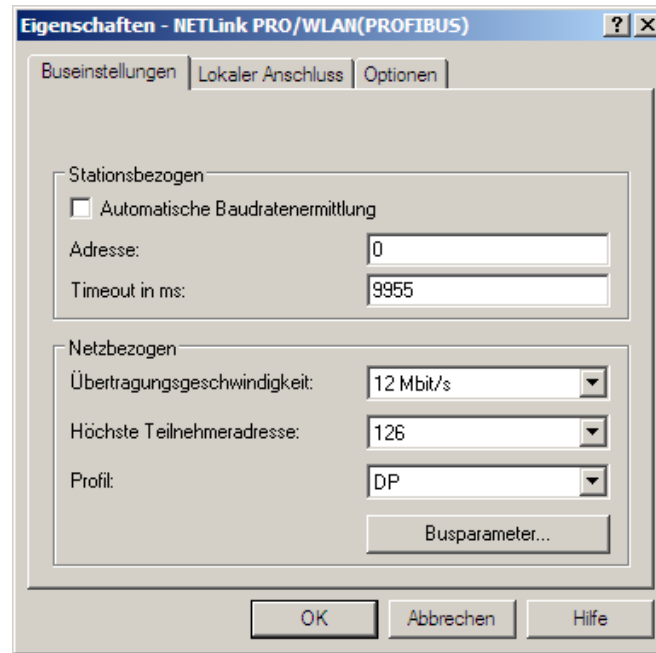 Eigenschaften - NETLink PRO/WLAN(PROFIBUS)
Buseinstellungen Lokaler Anschluss Optionen
Stationsbezogen
Automatische Baudratenermittlung
Adresse: 0
Timeout in ms: 9955
Netzbezogen
Übertragungsgeschwindigkeit: 12 Mbit/s
Höchste Teilnehmeradresse: 126
Profil: DP
Busparameter...
OK Abbrechen Hilfe